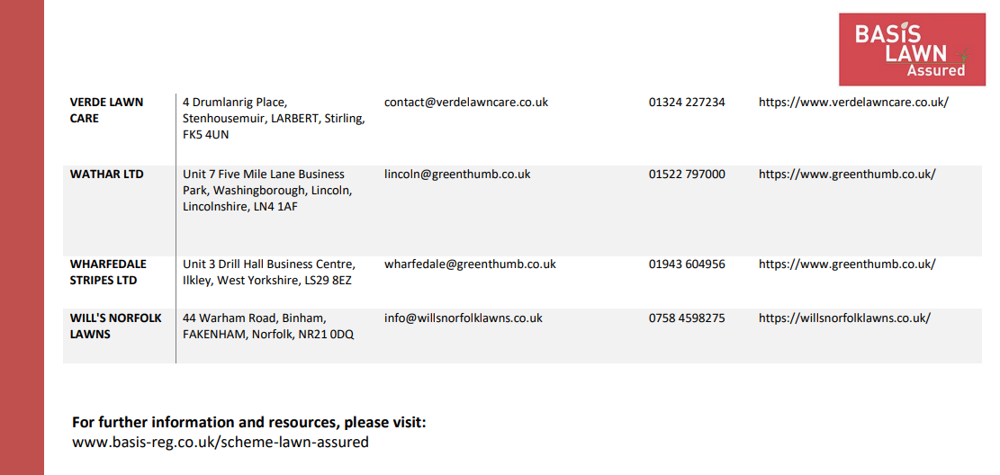 BASiS
LAWN
Assured
VERDE LAWN
CARE
4 Drumlanrig Place,
Stenhousemuir, LARBERT, Stirling,
FK5 4UN
contact@verdelawncare.co.uk
01324 227234
https://www.verdelawncare.co.uk/
WATHAR LTD
Unit 7 Five Mile Lane Business
Park, Washingborough, Lincoln,
Lincolnshire, LN4 1AF
lincoln@greenthumb.co.uk
01522 797000
https://www.greenthumb.co.uk/
WHARFEDALE
STRIPES LTD
Unit 3 Drill Hall Business Centre,
Ilkley, West Yorkshire, LS29 8EZ
wharfedale@greenthumb.co.uk
01943 604956
https://www.greenthumb.co.uk/
WILL'S NORFOLK
LAWNS
44 Warham Road, Binham,
FAKENHAM, Norfolk, NR21 0DQ
info@willsnorfolklawns.co.uk
0758 4598275
https://willsnorfolklawns.co.uk/
For further information and resources, please visit:
www.basis-reg.co.uk/scheme-lawn-assured